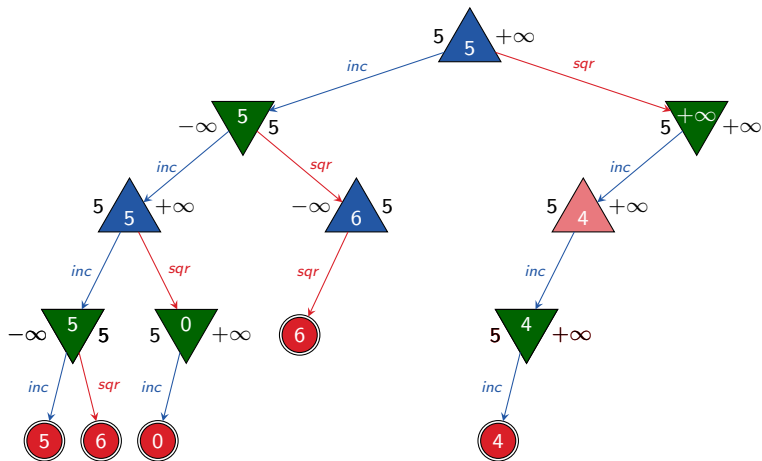 5 5 +∞
inc sqr
−∞ 5 5
5 +∞ +∞
inc sqr inc
5 5 +∞
−∞ 6 5
5 4 +∞
inc sqr sqr inc
−∞ 5 5
5 0 +∞
6
5 4 +∞
inc sqr inc inc
5 6 0 4